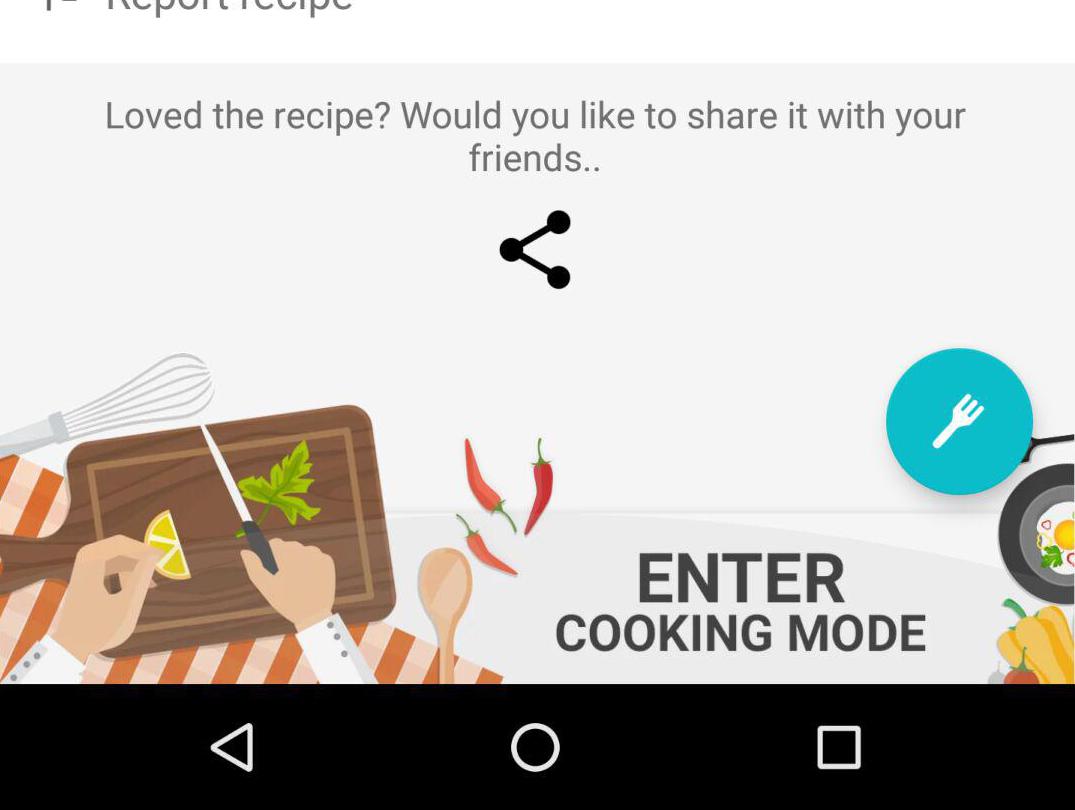 Report recipe
Loved the recipe? Would you like to share it with your
friends..
ENTER
COOKING MODE